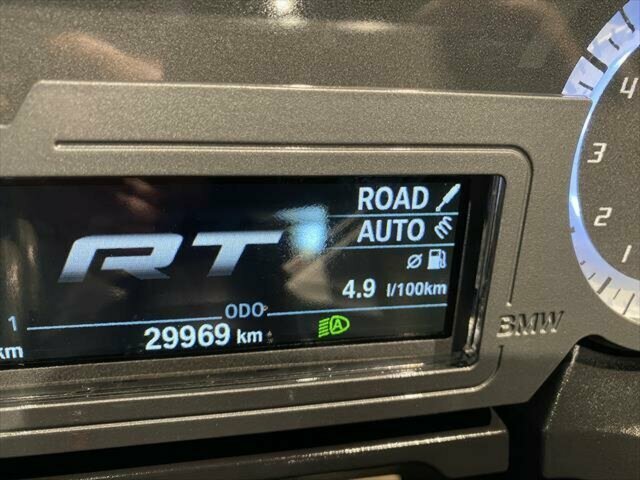 ROAD
AUTO
RT
4.9 l/100km
ODO
1
29969 km
km
BMW
4
3
2
1